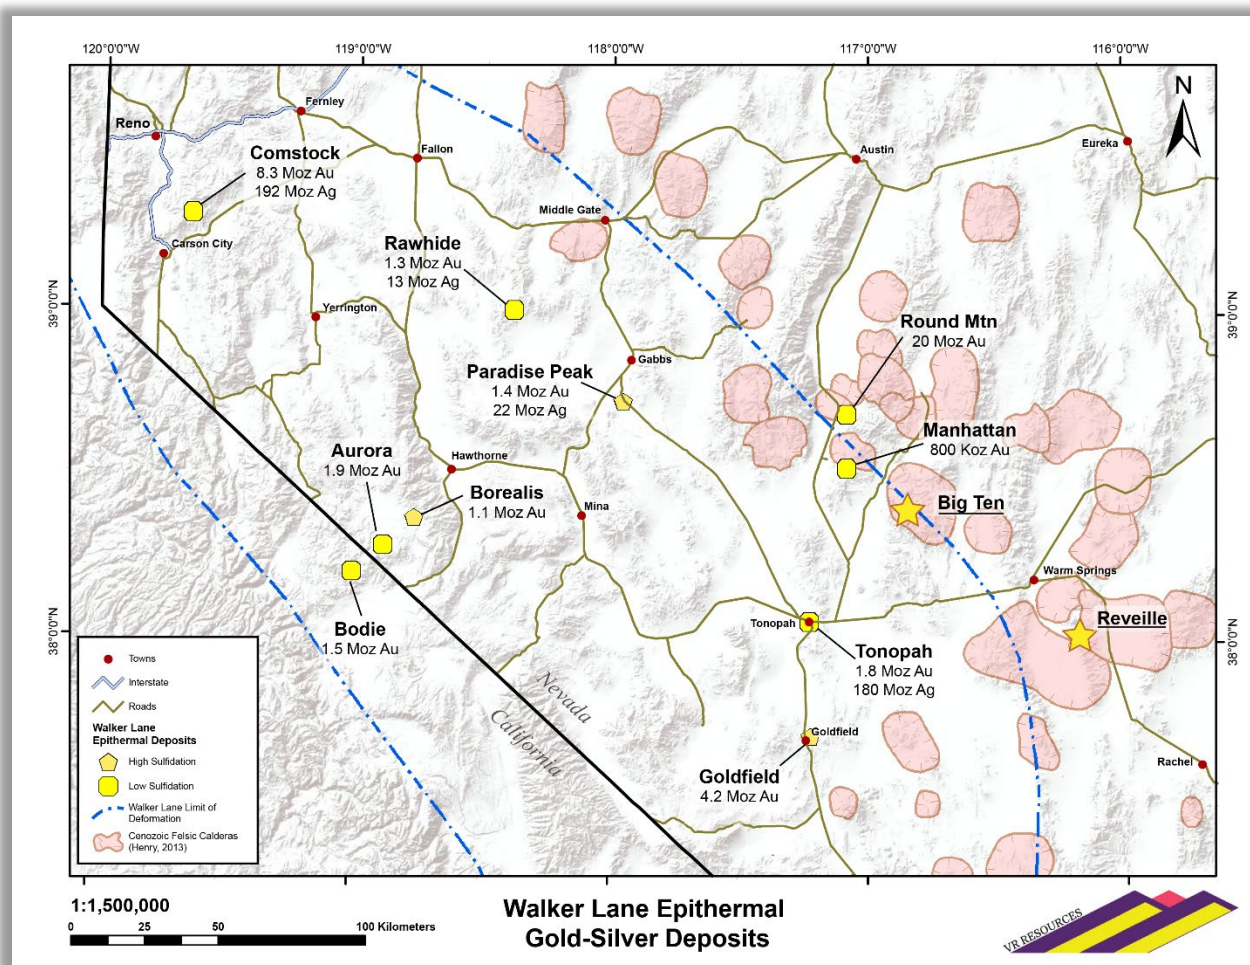 120°0'0"W
119°0'0"W
118°0'0"W
117°0'0"W
116°0'0"W
N
Fernley
Reno
Comstock
8.3 Moz Au
192 Moz Ag
Fallon
Austin
Eureka
Middle Gate
Carson City
Rawhide
1.3 Moz Au
13 Moz Ag
39°0'0"N
39°0'0"N
Yerrington
Round Mtn
20 Moz Au
Gabbs
Paradise Peak
1.4 Moz Au
22 Moz Ag
Manhattan
800 Koz Au
Aurora
1.9 Moz Au
Hawthorne
Borealis
1.1 Moz Au
Mina
Big Ten
Warm Springs
Bodie
1.5 Moz Au
38°0'0"N
38°0'0"N
Tonopah
Reveille
Tonopah
1.8 Moz Au
180 Moz Ag
Nevada
California
Goldfield
Goldfield
4.2 Moz Au
Rachel
Towns
Interstate
Roads
Walker Lane
Epithermal Deposits
High Sulfidation
Low Sulfidation
Walker Lane Limit of
Deformation
Cenozoic Felsic Calderas
(Henry, 2013)
1:1,500,000
0 25 50 100 Kilometers
Walker Lane Epithermal
Gold-Silver Deposits
VR RESOURCES